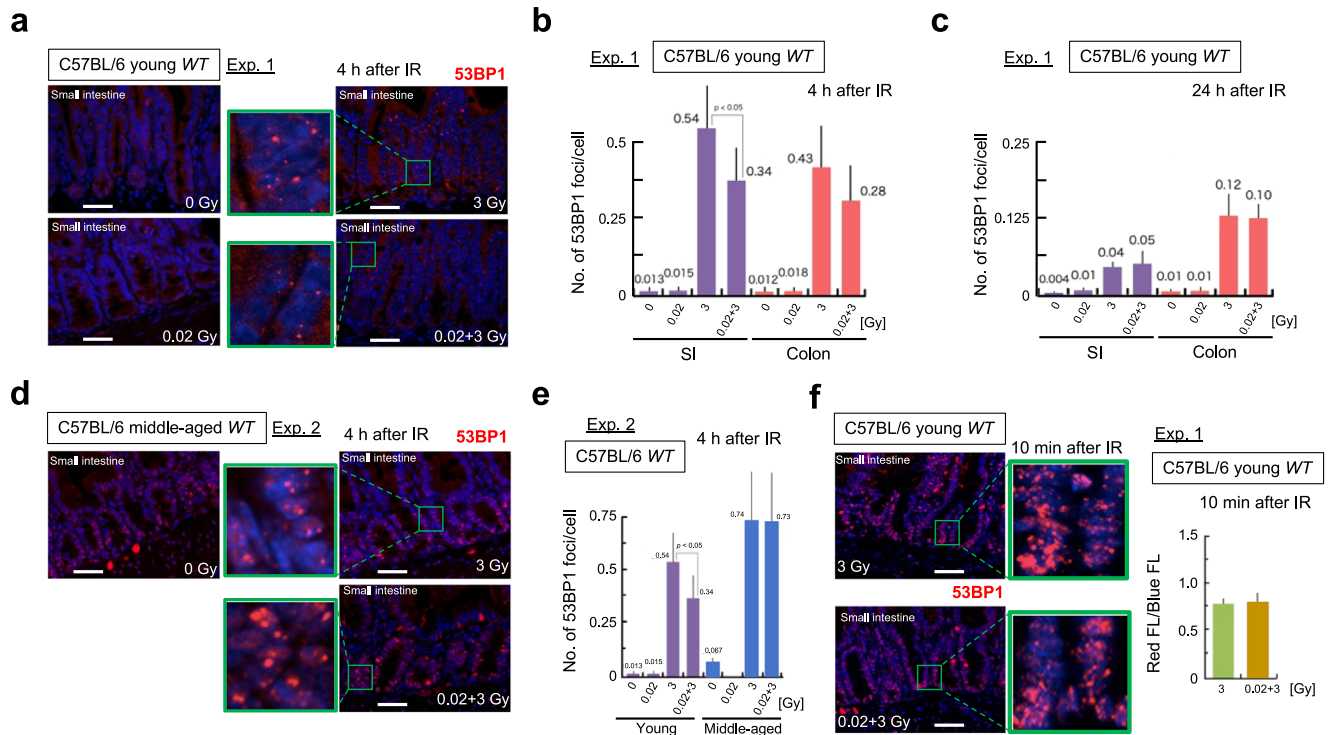 a
C57BL/6 young WT
Exp. 1
4 h after IR
53BP1
Small intestine
0 Gy
Small intestine
3 Gy
Small intestine
0.02 Gy
Small intestine
0.02+3 Gy
b
Exp. 1
C57BL/6 young WT
4 h after IR
No. of 53BP1 foci/cell
0.5
0.25
0
0.013
0.015
0.54
p < 0.05
0.34
0.012
0.018
0.43
0.28
0
0.02
3
0.02+3
0
0.02
3
0.02+3
[Gy]
SI
Colon
c
Exp. 1
C57BL/6 young WT
24 h after IR
No. of 53BP1 foci/cell
0.25
0.125
0
0.004
0.01
0.04
0.05
0.01
0.01
0.12
0.10
0
0.02
3
0.02+3
0
0.02
3
0.02+3
[Gy]
SI
Colon
d
C57BL/6 middle-aged WT
Exp. 2
4 h after IR
53BP1
Small intestine
0 Gy
Small intestine
3 Gy
Small intestine
0.02+3 Gy
e
Exp. 2
C57BL/6 WT
4 h after IR
No. of 53BP1 foci/cell
0.75
0.5
0.25
0
0.013
0.015
0.54
p < 0.05
0.34
0.067
0.74
0.73
0
0.02
3
0.02+3
0
0.02
3
0.02+3
[Gy]
Young
Middle-aged
f
C57BL/6 young WT
10 min after IR
Small intestine
3 Gy
53BP1
Small intestine
0.02+3 Gy
Exp. 1
C57BL/6 young WT
10 min after IR
Red FL/Blue FL
1.5
1.0
0.5
0
3
0.02+3
[Gy]